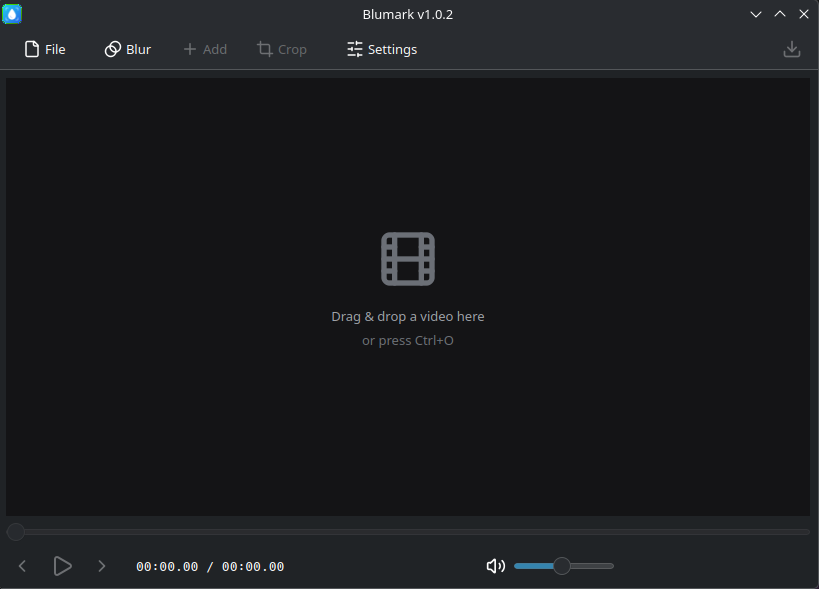 Blumark v1.0.2
File Blur Add Crop Settings
Drag & drop a video here
or press Ctrl+O
00:00.00 / 00:00.00